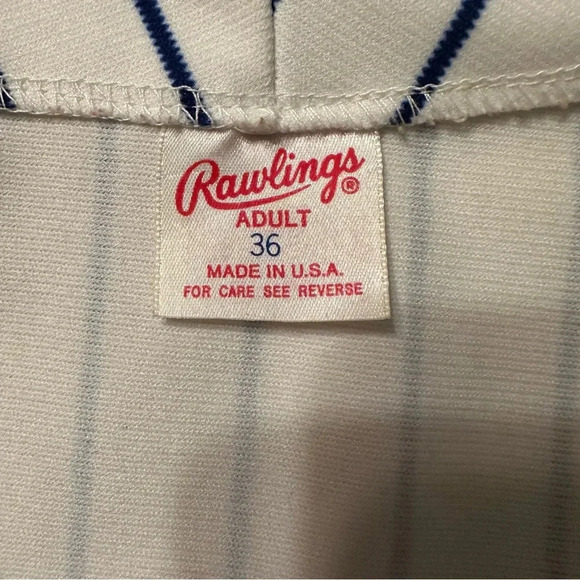 Rawlings®
ADULT
36
MADE IN U.S.A.
FOR CARE SEE REVERSE